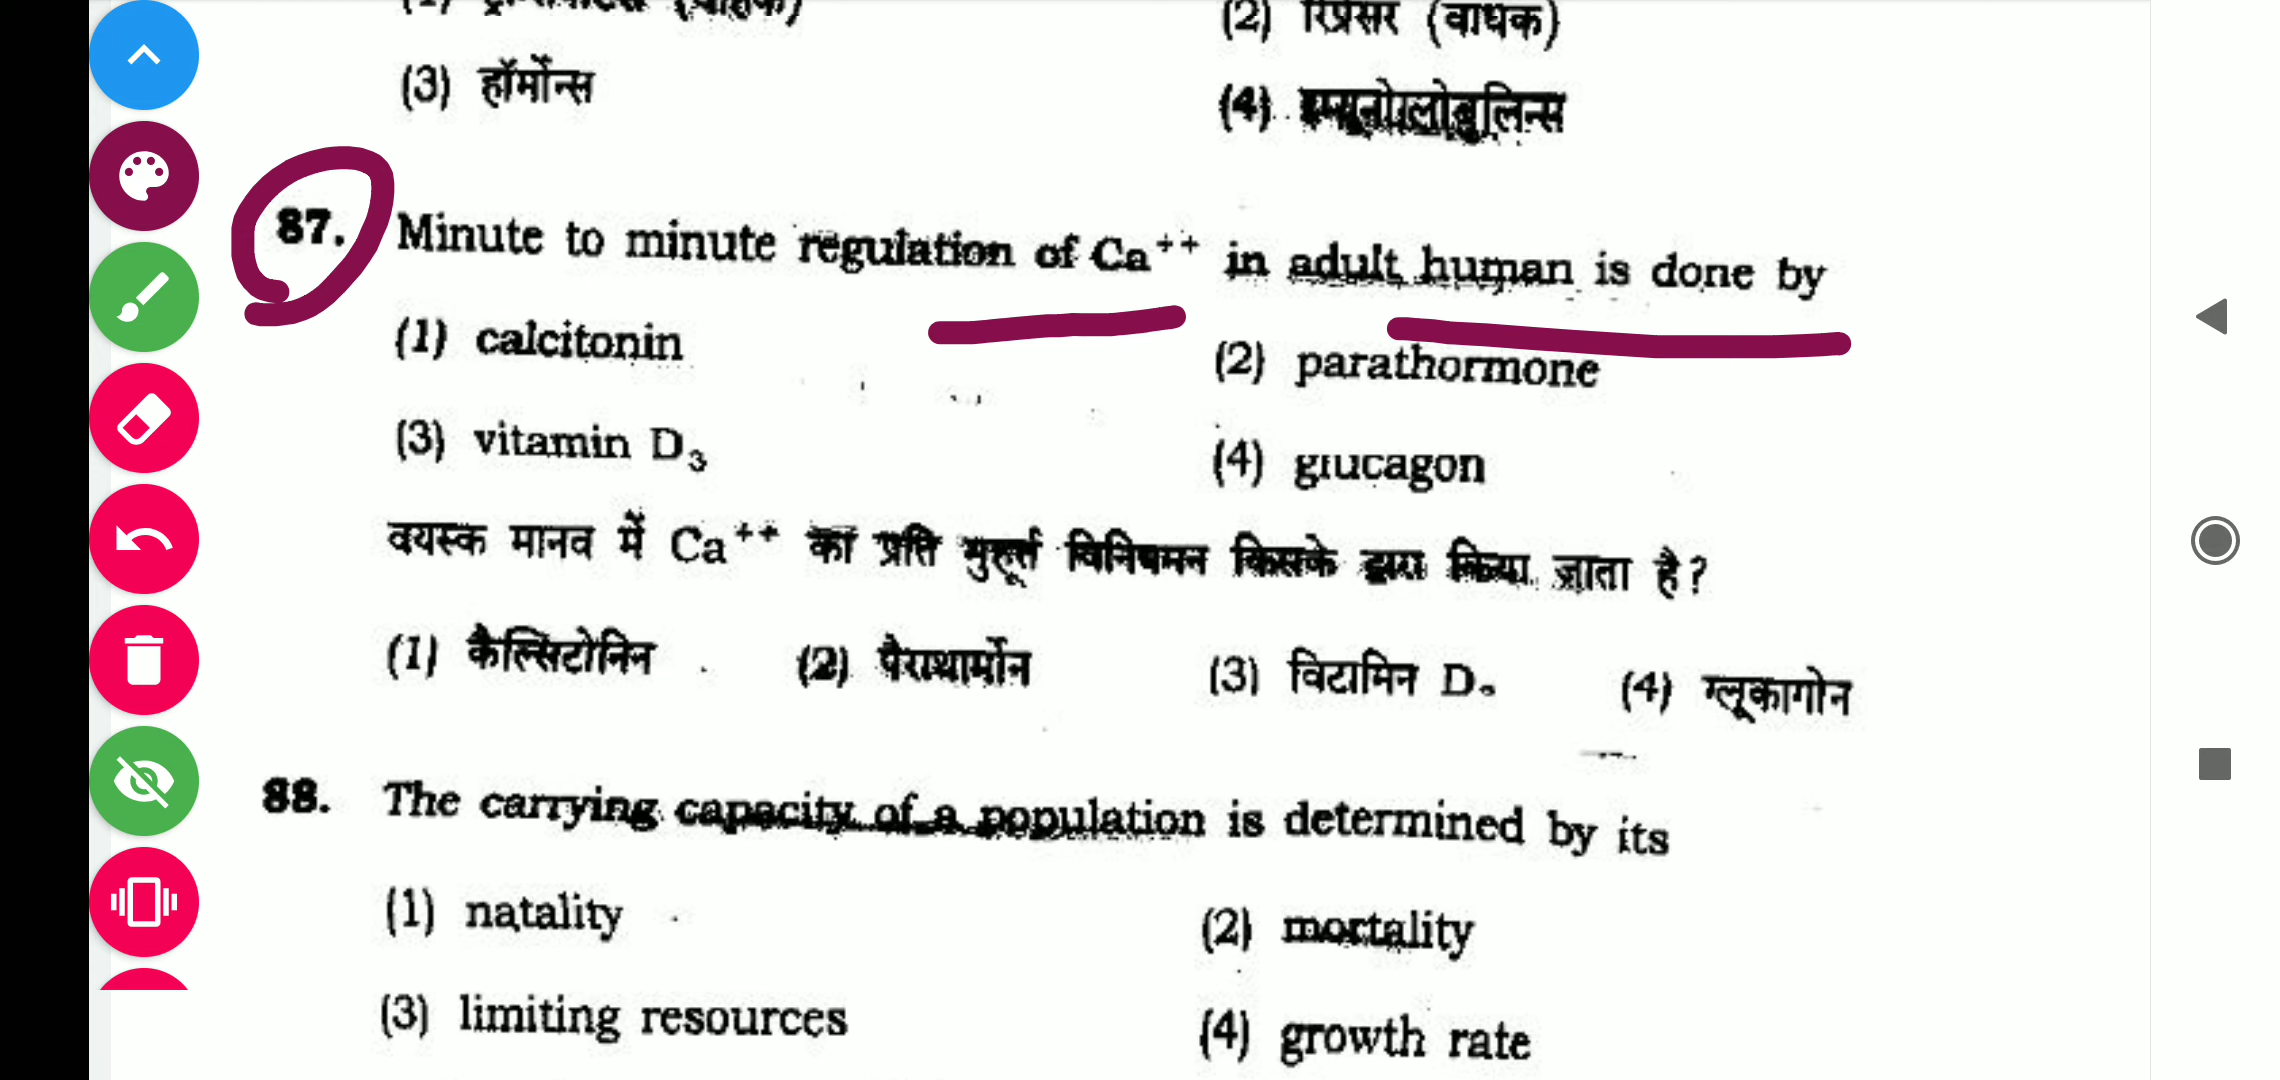 (2) रिप्रेसर (बाधक)
(3) हॉर्मोन्स
(4) इम्यूनोग्लोबुलिन्स
87. Minute to minute regulation of Ca++ in adult human is done by
(1) calcitonin
(2) parathormone
(3) vitamin D3
(4) glucagon
वयस्क मानव में Ca++ का प्रति मुहूर्त विनियमन किसके द्वारा किया जाता है?
(1) कैल्सिटोनिन (2) पैराथार्मोन (3) विटामिन D3 (4) ग्लूकागोन
88. The carrying capacity of a population is determined by its
(1) natality
(2) mortality
(3) limiting resources
(4) growth rate